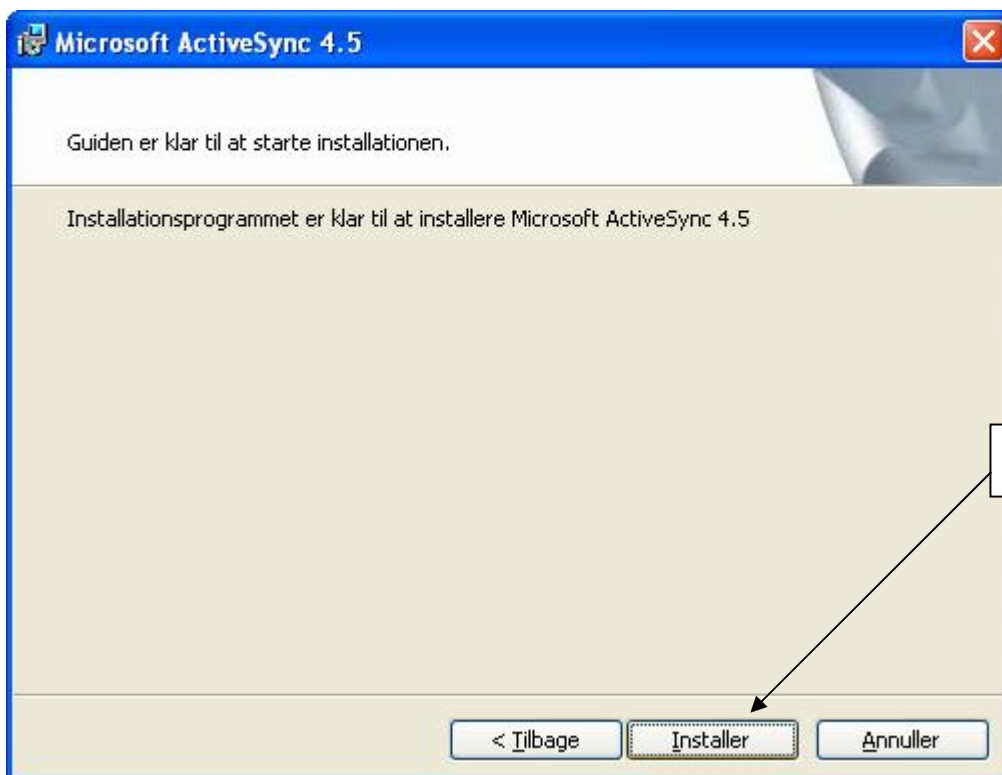 Microsoft ActiveSync 4.5
Guiden er klar til at starte installationen.
Installationsprogrammet er klar til at installere Microsoft ActiveSync 4.5
< Tilbage
Installer
Annuller